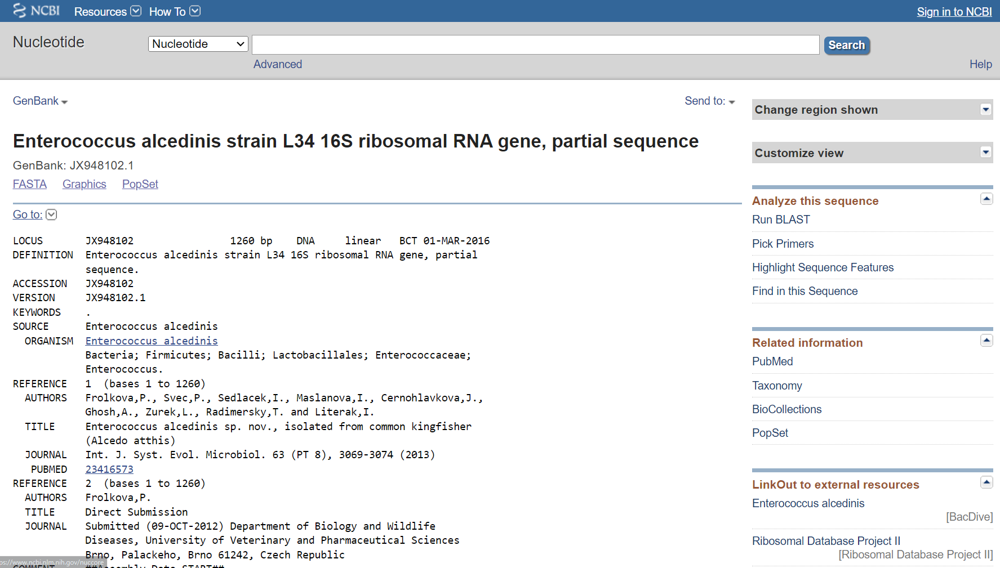 NCBI Resources How To Sign in to NCBI
Nucleotide Nucleotide Search
Advanced Help
GenBank Send to:
Enterococcus alcedinis strain L34 16S ribosomal RNA gene, partial sequence
GenBank: JX948102.1
FASTA Graphics PopSet
Go to:
LOCUS JX948102 1260 bp DNA linear BCT 01-MAR-2016
DEFINITION Enterococcus alcedinis strain L34 16S ribosomal RNA gene, partial
sequence.
ACCESSION JX948102
VERSION JX948102.1
KEYWORDS .
SOURCE Enterococcus alcedinis
ORGANISM Enterococcus alcedinis
Bacteria; Firmicutes; Bacilli; Lactobacillales; Enterococcaceae;
Enterococcus.
REFERENCE 1 (bases 1 to 1260)
AUTHORS Frolkova,P., Svec,P., Sedlacek,I., Maslanova,I., Cernohlavkova,J.,
Ghosh,A., Zurek,L., Radimersky,T. and Literak,I.
TITLE Enterococcus alcedinis sp. nov., isolated from common kingfisher
(Alcedo atthis)
JOURNAL Int. J. Syst. Evol. Microbiol. 63 (PT 8), 3069-3074 (2013)
PUBMED 23416573
REFERENCE 2 (bases 1 to 1260)
AUTHORS Frolkova,P.
TITLE Direct Submission
JOURNAL Submitted (09-OCT-2012) Department of Biology and Wildlife
Diseases, University of Veterinary and Pharmaceutical Sciences
Brno, Palackeho, Brno 61242, Czech Republic
ps://www.ncbi.nlm.nih.gov/nuccore
COMMENT ##Assembly-Data-START##
Change region shown
Customize view
Analyze this sequence
Run BLAST
Pick Primers
Highlight Sequence Features
Find in this Sequence
Related information
PubMed
Taxonomy
BioCollections
PopSet
LinkOut to external resources
Enterococcus alcedinis
[BacDive]
Ribosomal Database Project II
[Ribosomal Database Project II]